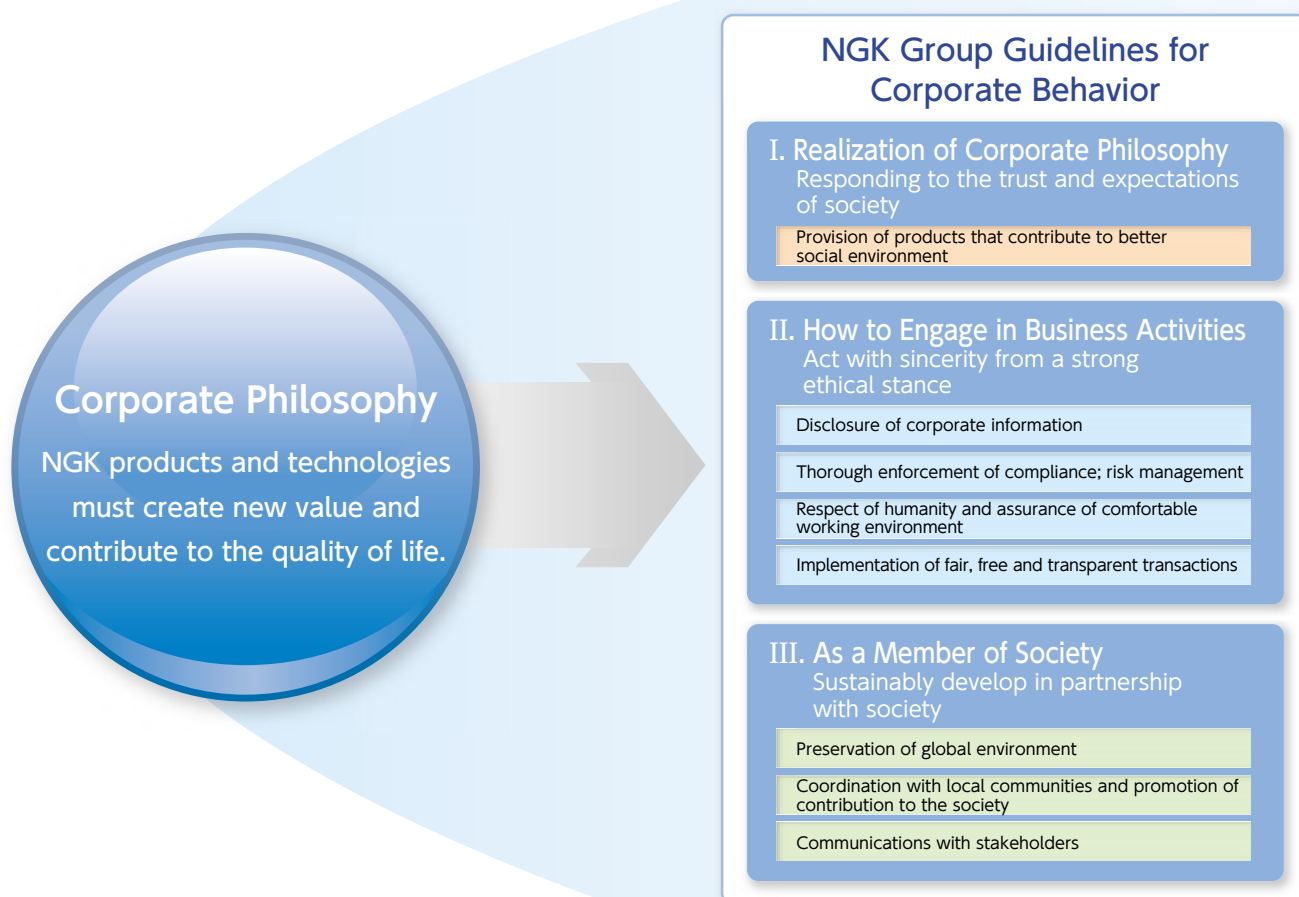 Corporate Philosophy
NGK products and technologies
must create new value and
contribute to the quality of life.
NGK Group Guidelines for
Corporate Behavior
I. Realization of Corporate Philosophy
Responding to the trust and expectations
of society
Provision of products that contribute to better
social environment
II. How to Engage in Business Activities
Act with sincerity from a strong
ethical stance
Disclosure of corporate information
Thorough enforcement of compliance; risk management
Respect of humanity and assurance of comfortable
working environment
Implementation of fair, free and transparent transactions
III. As a Member of Society
Sustainably develop in partnership
with society
Preservation of global environment
Coordination with local communities and promotion of
contribution to the society
Communications with stakeholders